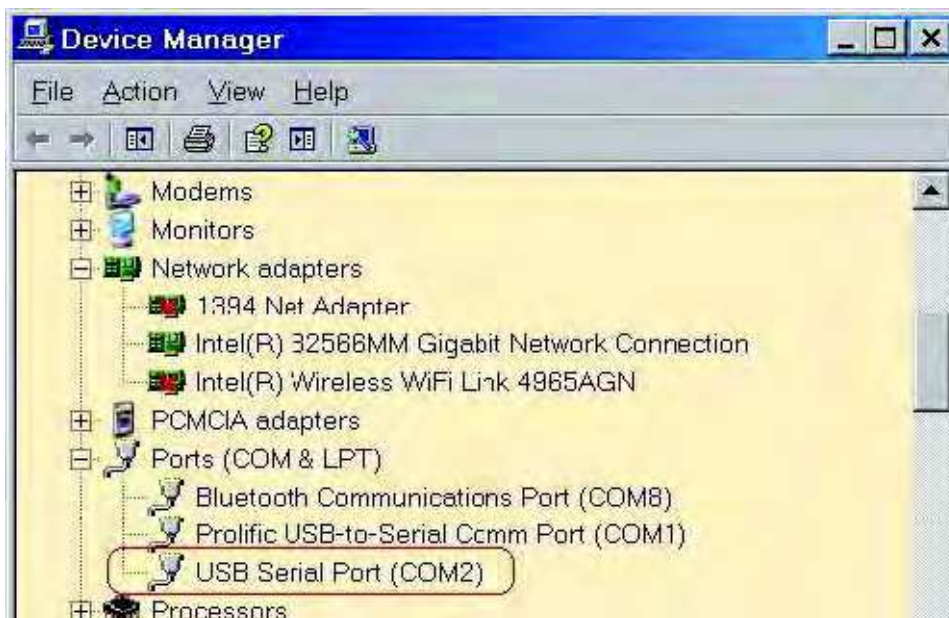 Device Manager
File Action View Help
Modems
Monitors
Network adapters
1394 Net Adapter
Intel(R) 82566MM Gigabit Network Connection
Intel(R) Wireless WiFi Link 4965AGN
PCMCIA adapters
Ports (COM & LPT)
Bluetooth Communications Port (COM8)
Prolific USB-to-Serial Comm Port (COM1)
USB Serial Port (COM2)
Processors